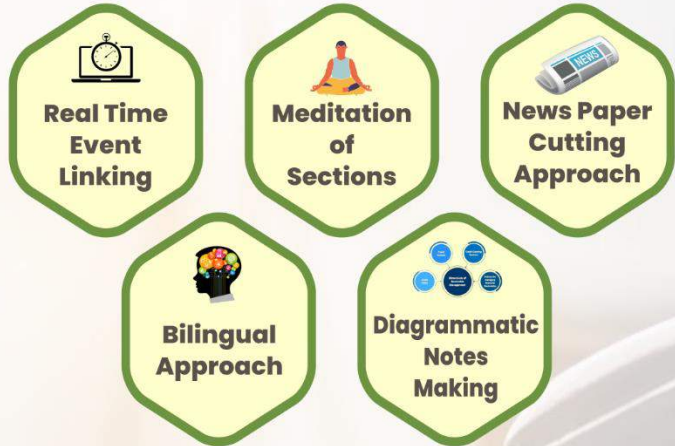 Real Time
Event
Linking
Meditation
of
Sections
NEWS
News Paper
Cutting
Approach
Bilingual
Approach
Diagrammatic
Notes
Making